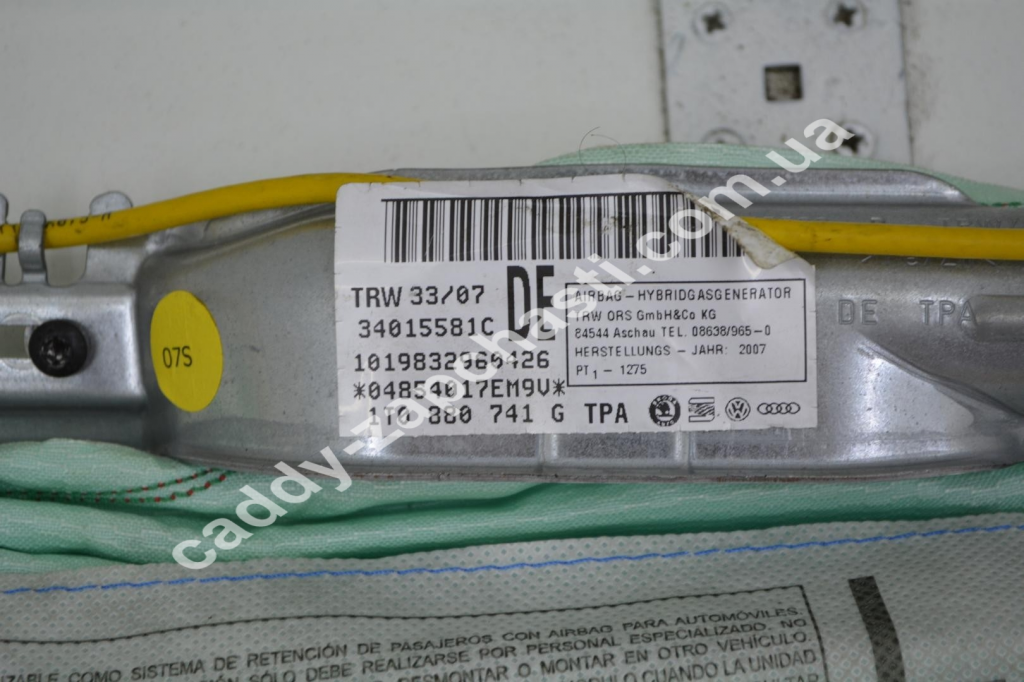 TRW 33/07
34015581C
DE
1019832960426
*04854017EM9V*
1T0 880 741 G TPA
AIRBAG - HYBRIDGASGENERATOR
TRW ORS GmbH&Co KG
84544 Aschau TEL. 08638/965-0
HERSTELLUNGS - JAHR: 2007
PT1 - 1275
07S
DE TPA
caddy-zapchasti.com.ua
COMO SISTEMA DE RETENCIÓN DE PASAJEROS CON AIRBAG PARA AUTOMÓVILES.
SÓLO DEBE REALIZARSE POR PERSONAL ESPECIALIZADO. NO
DESMONTAR O MONTAR EN OTRO VEHÍCULO
CUANDO LA UNIDAD